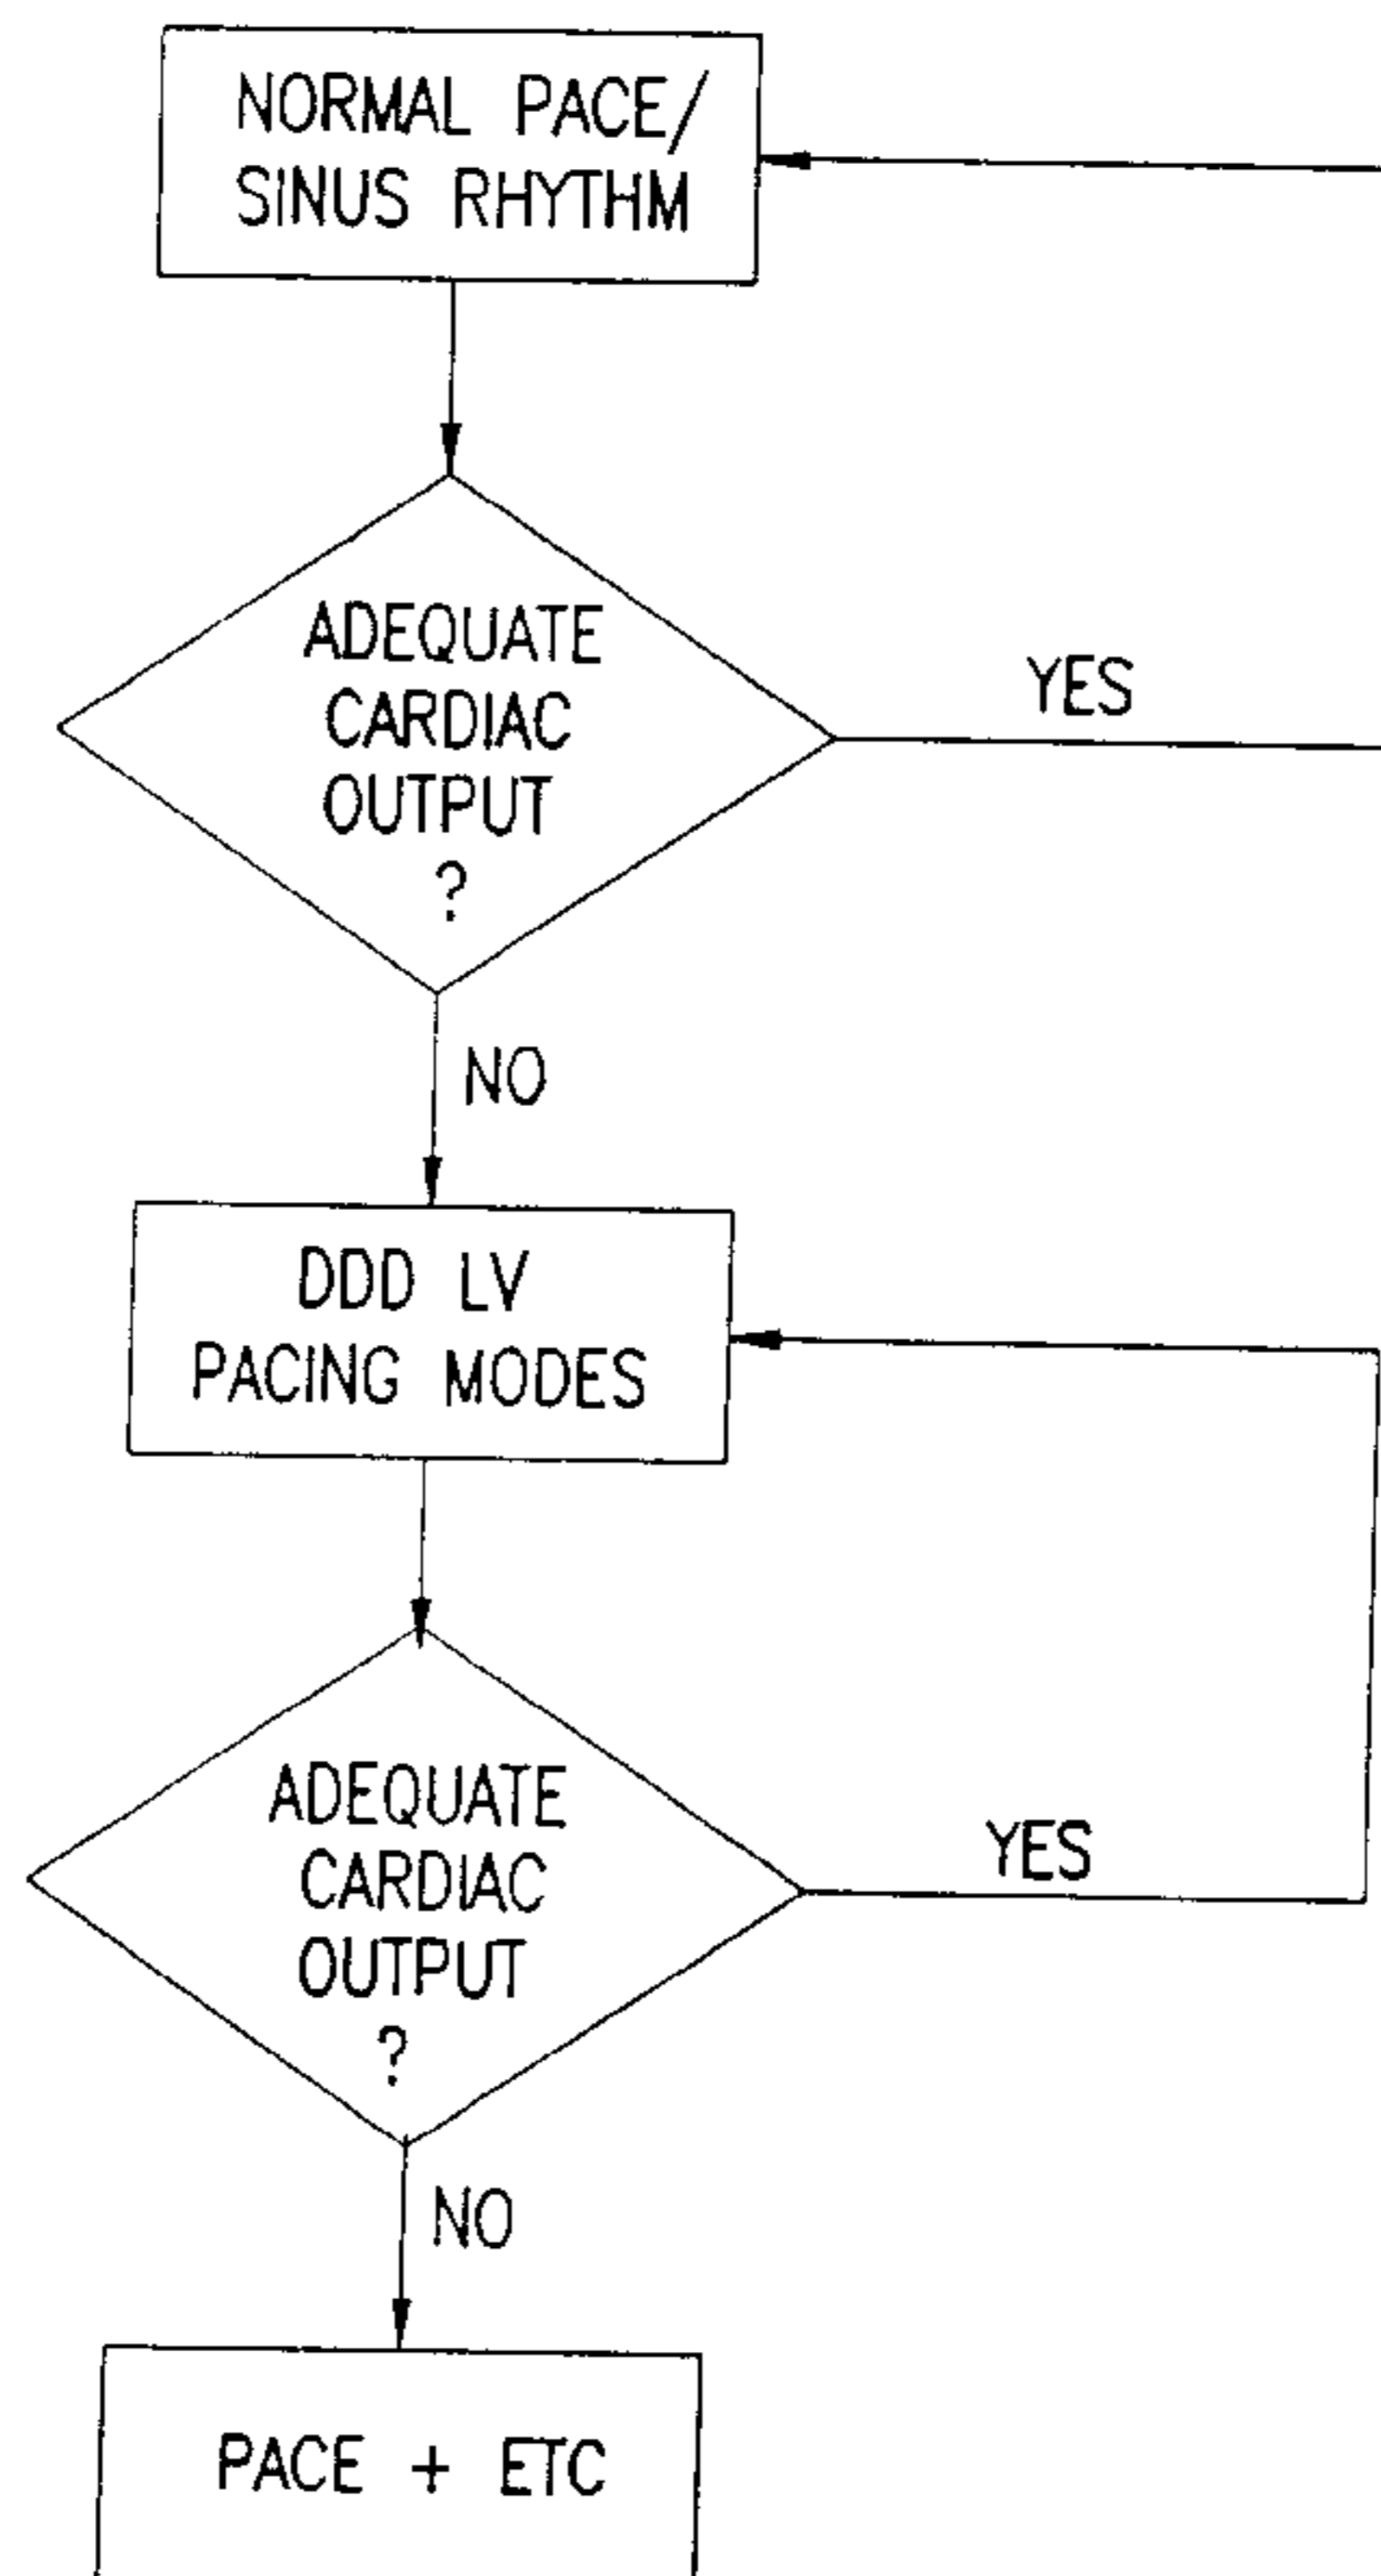 NORMAL PACE/
SINUS RHYTHM
ADEQUATE
CARDIAC
OUTPUT
?
YES
NO
DDD LV
PACING MODES
ADEQUATE
CARDIAC
OUTPUT
?
YES
NO
PACE + ETC